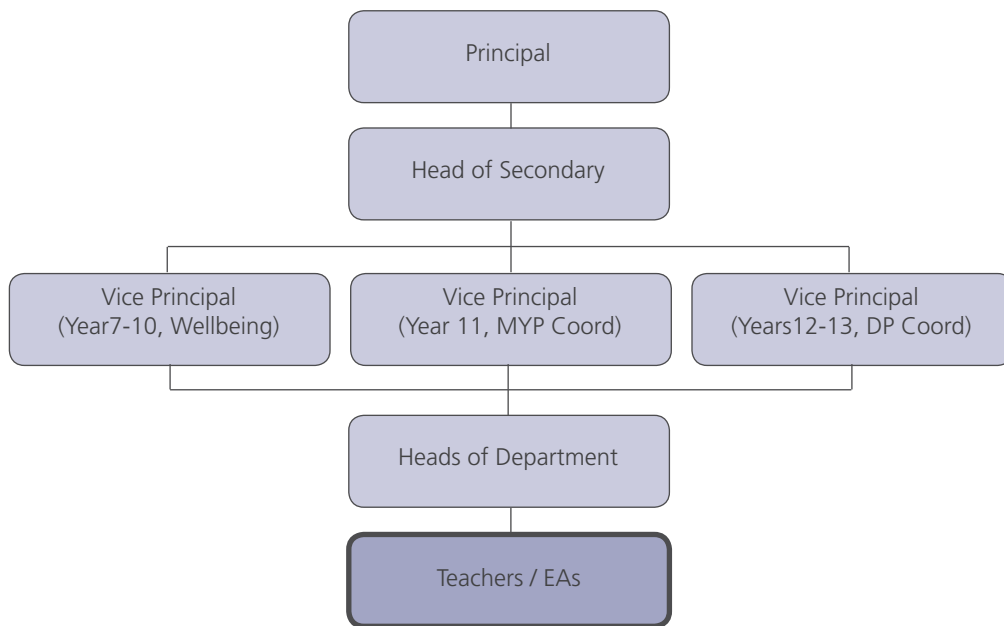 Principal
Head of Secondary
Vice Principal
(Year7-10, Wellbeing)
Vice Principal
(Year 11, MYP Coord)
Vice Principal
(Years12-13, DP Coord)
Heads of Department
Teachers / EAs